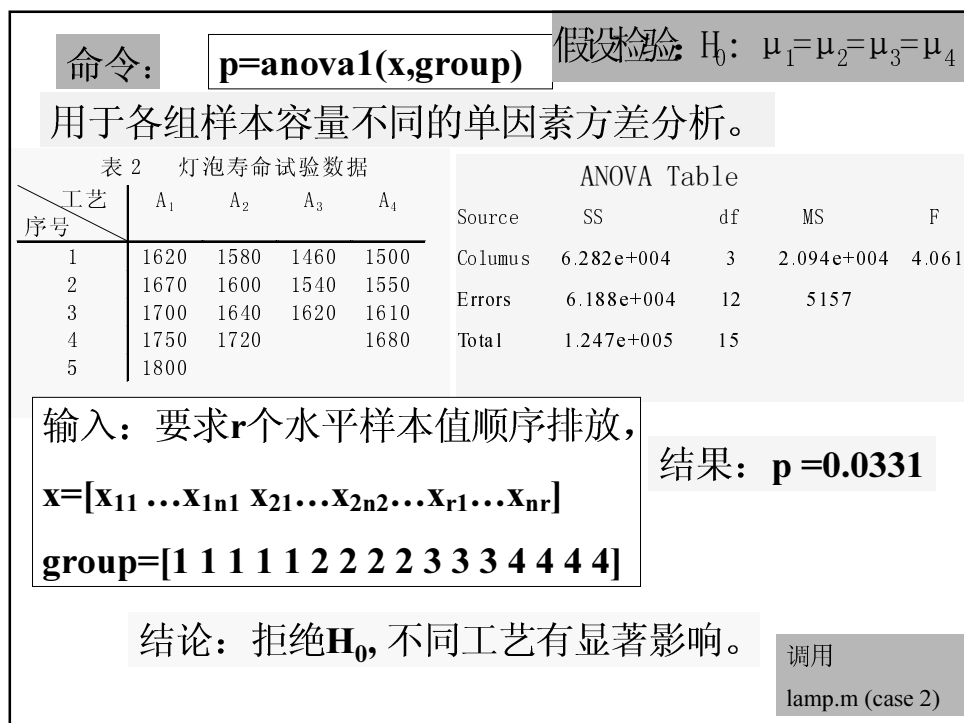 命令： p=anova1(x,group) 假设检验：H₀: μ₁=μ₂=μ₃=μ₄
用于各组样本容量不同的单因素方差分析。
表 2 灯泡寿命试验数据
工艺 A₁ A₂ A₃ A₄
序号
1 1620 1580 1460 1500
2 1670 1600 1540 1550
3 1700 1640 1620 1610
4 1750 1720 1680
5 1800
ANOVA Table
Source SS df MS F
Columus 6.282e+004 3 2.094e+004 4.061
Errors 6.188e+004 12 5157
Total 1.247e+005 15
输入：要求r个水平样本值顺序排放，
x=[x₁₁ …x₁ₙ₁ x₂₁…x₂ₙ₂…xᵣ₁…xₙᵣ]
group=[1 1 1 1 1 2 2 2 2 3 3 3 4 4 4 4]
结果：p =0.0331
结论：拒绝H₀, 不同工艺有显著影响。
调用
lamp.m (case 2)